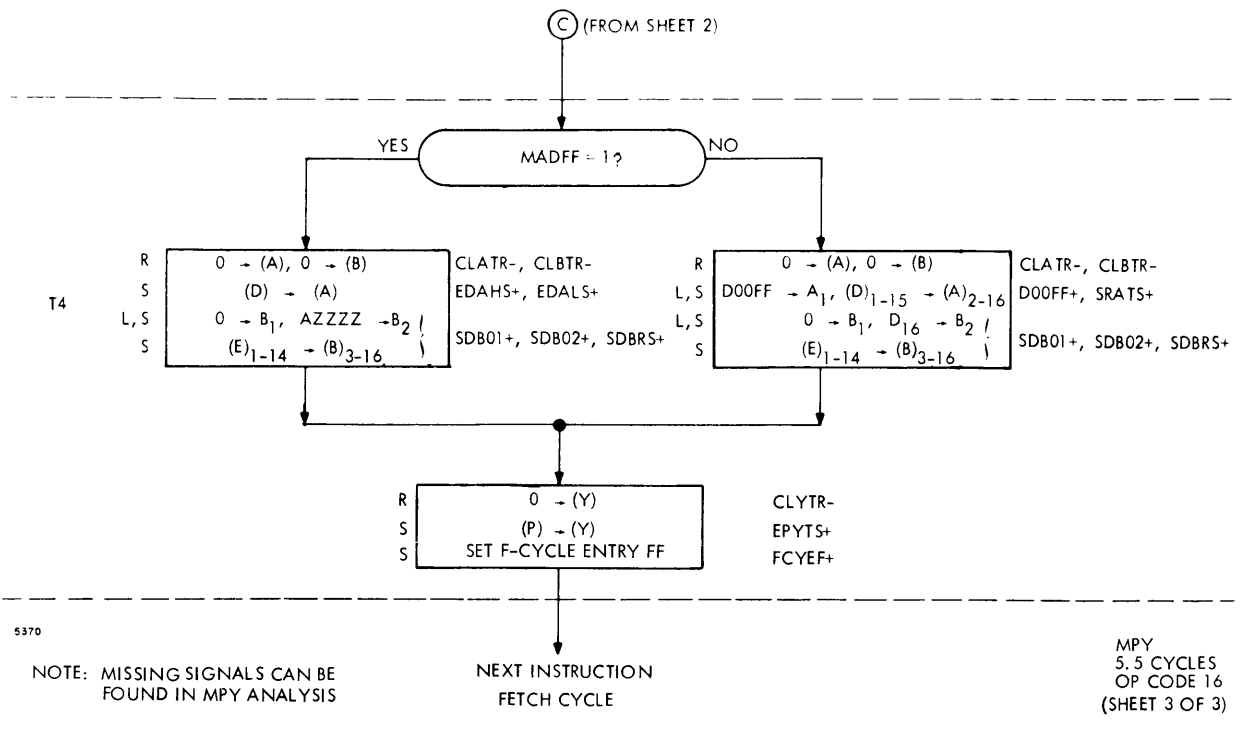 C (FROM SHEET 2)
YES
MADFF = 1?
NO
T4
R 0 → (A), 0 → (B) CLATR-, CLBTR-
S (D) → (A) EDAHS+, EDALS+
L, S 0 → B1, AZZZZ → B2
S (E)1-14 → (B)3-16 SDB01+, SDB02+, SDBRS+
R 0 → (A), 0 → (B) CLATR-, CLBTR-
L, S D00FF → A1, (D)1-15 → (A)2-16 D00FF+, SRATS+
L, S 0 → B1, D16 → B2
S (E)1-14 → (B)3-16 SDB01+, SDB02+, SDBRS+
R 0 → (Y) CLYTR-
S (P) → (Y) EPYTS+
S SET F-CYCLE ENTRY FF FCYEF+
5370
NOTE: MISSING SIGNALS CAN BE
FOUND IN MPY ANALYSIS
NEXT INSTRUCTION
FETCH CYCLE
MPY
5.5 CYCLES
OP CODE 16
(SHEET 3 OF 3)